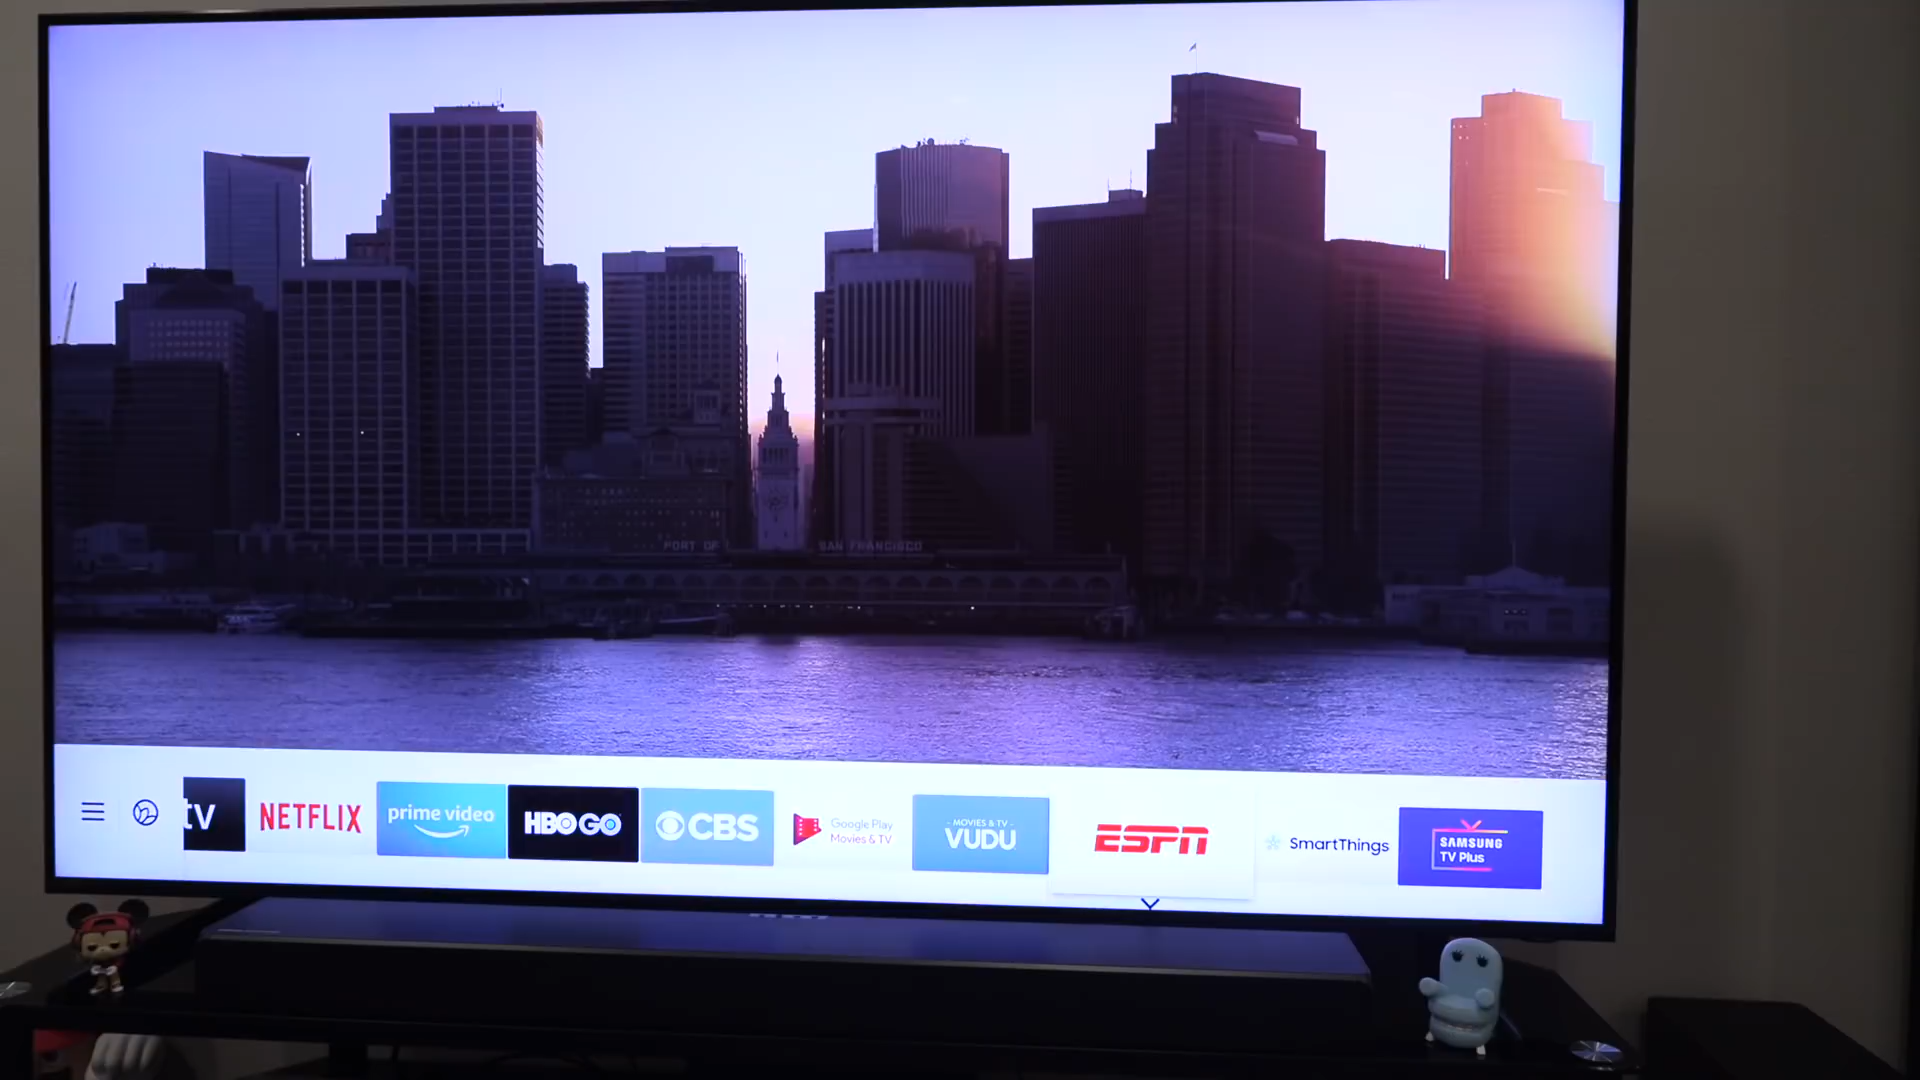 PORT OF SAN FRANCISCO
tv
NETFLIX
prime video
HBO GO
CBS
Google Play
Movies & TV
- MOVIES & TV -
VUDU
ESPN
SmartThings
SAMSUNG
TV Plus